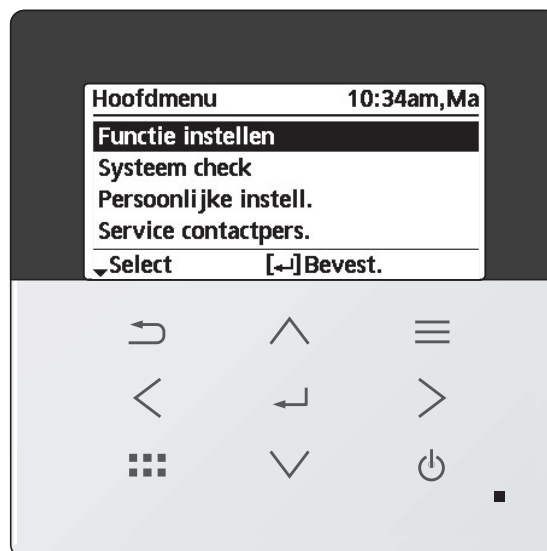 Hoofdmenu 10:34am,Ma
Functie instellen
Systeem check
Persoonlijke instell.
Service contactpers.
Select [↵]Bevest.